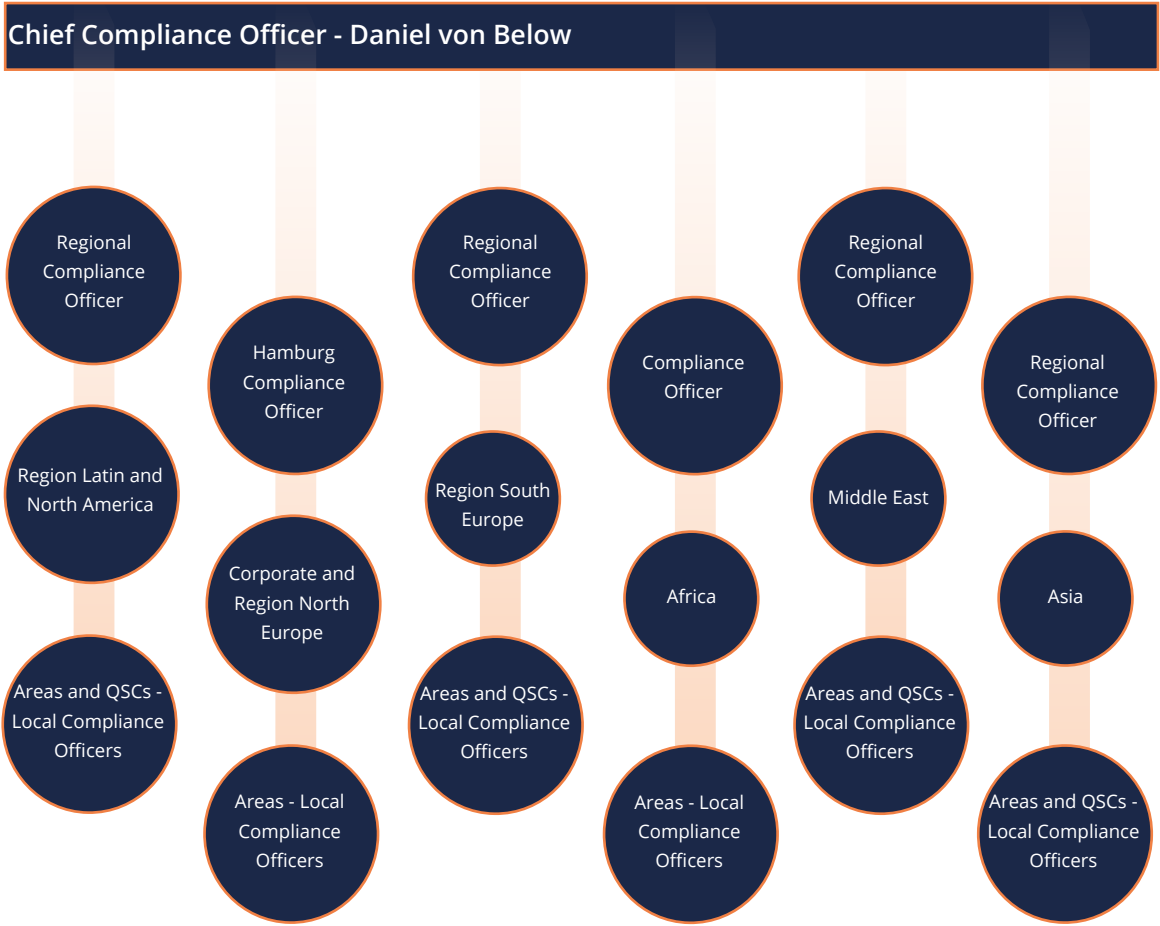 Chief Compliance Officer - Daniel von Below
Regional
Compliance
Officer
Region Latin and
North America
Areas and QSCs -
Local Compliance
Officers
Hamburg
Compliance
Officer
Corporate and
Region North
Europe
Areas - Local
Compliance
Officers
Regional
Compliance
Officer
Region South
Europe
Areas and QSCs -
Local Compliance
Officers
Compliance
Officer
Africa
Areas - Local
Compliance
Officers
Regional
Compliance
Officer
Middle East
Areas and QSCs -
Local Compliance
Officers
Regional
Compliance
Officer
Asia
Areas and QSCs -
Local Compliance
Officers